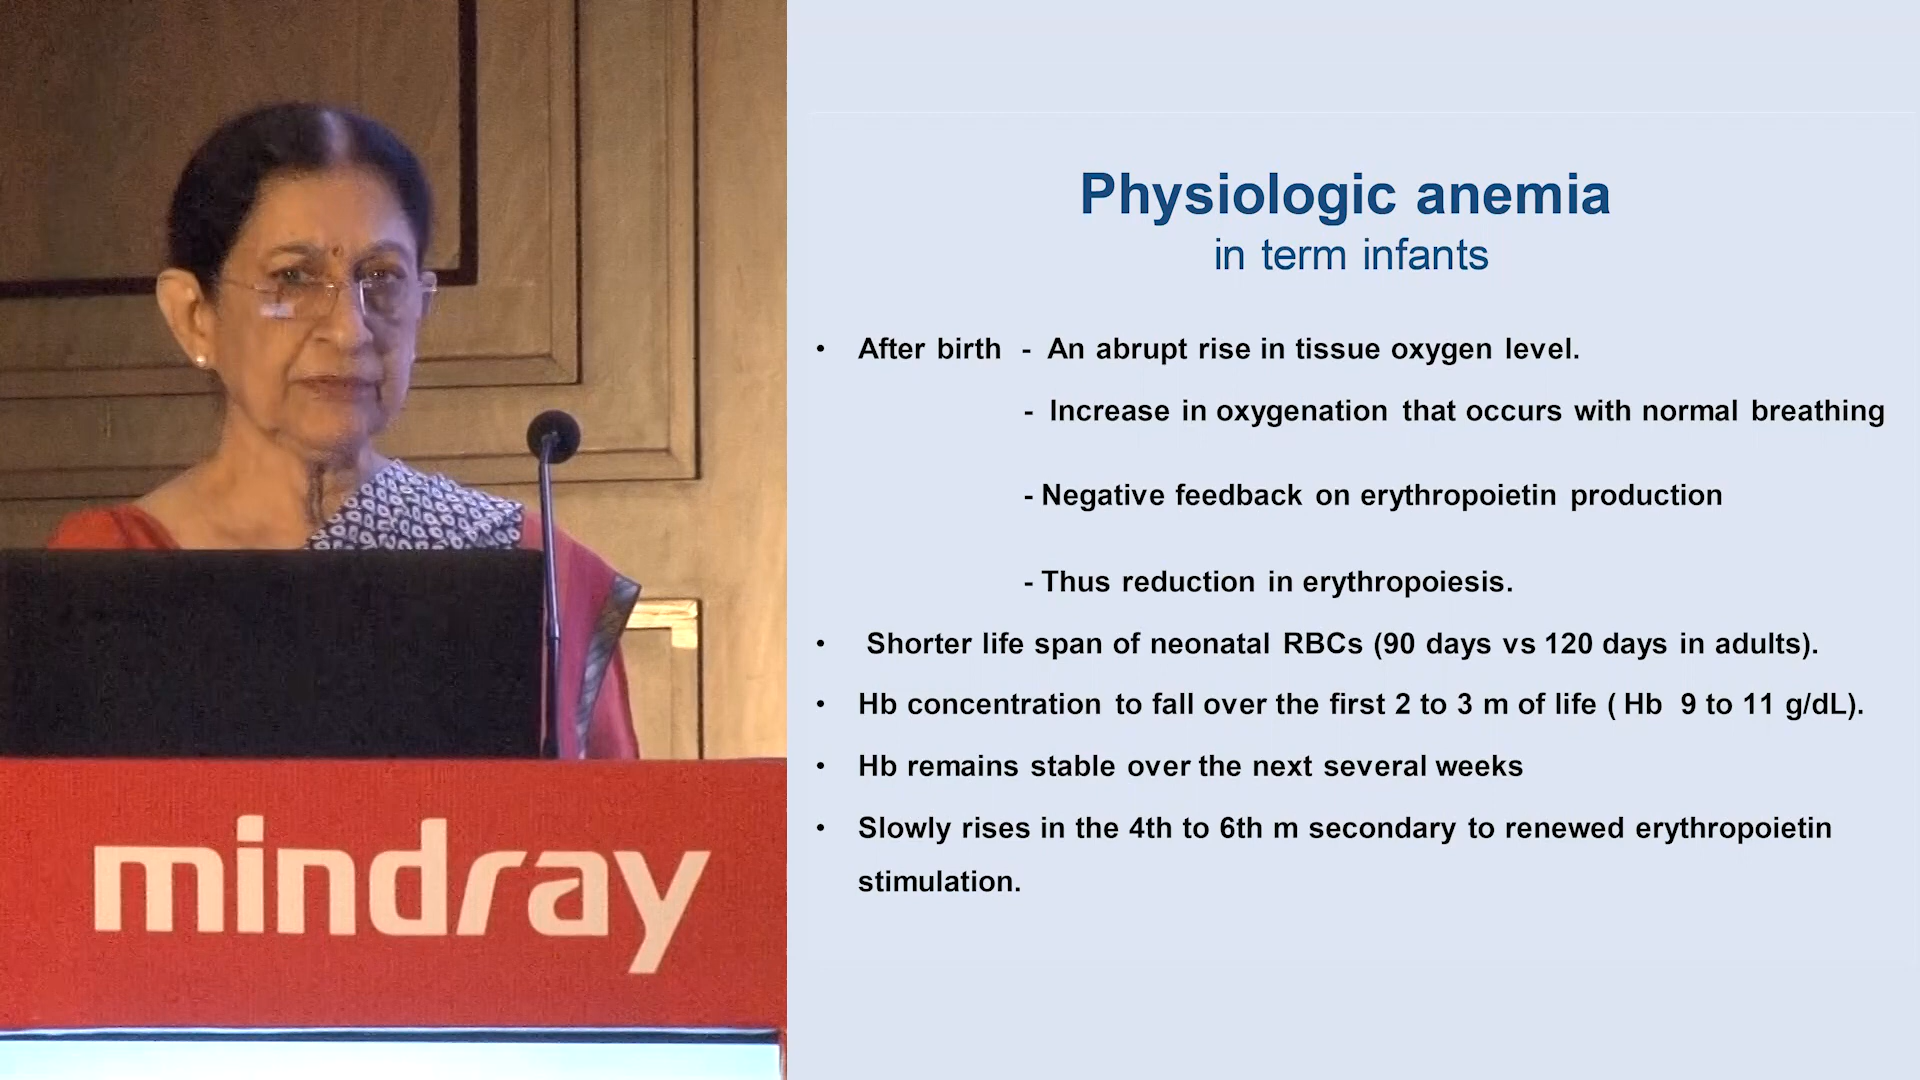 Physiologic anemia
in term infants
• After birth - An abrupt rise in tissue oxygen level.
- Increase in oxygenation that occurs with normal breathing
- Negative feedback on erythropoietin production
- Thus reduction in erythropoiesis.
• Shorter life span of neonatal RBCs (90 days vs 120 days in adults).
• Hb concentration to fall over the first 2 to 3 m of life ( Hb 9 to 11 g/dL).
• Hb remains stable over the next several weeks
• Slowly rises in the 4th to 6th m secondary to renewed erythropoietin
stimulation.
mindray